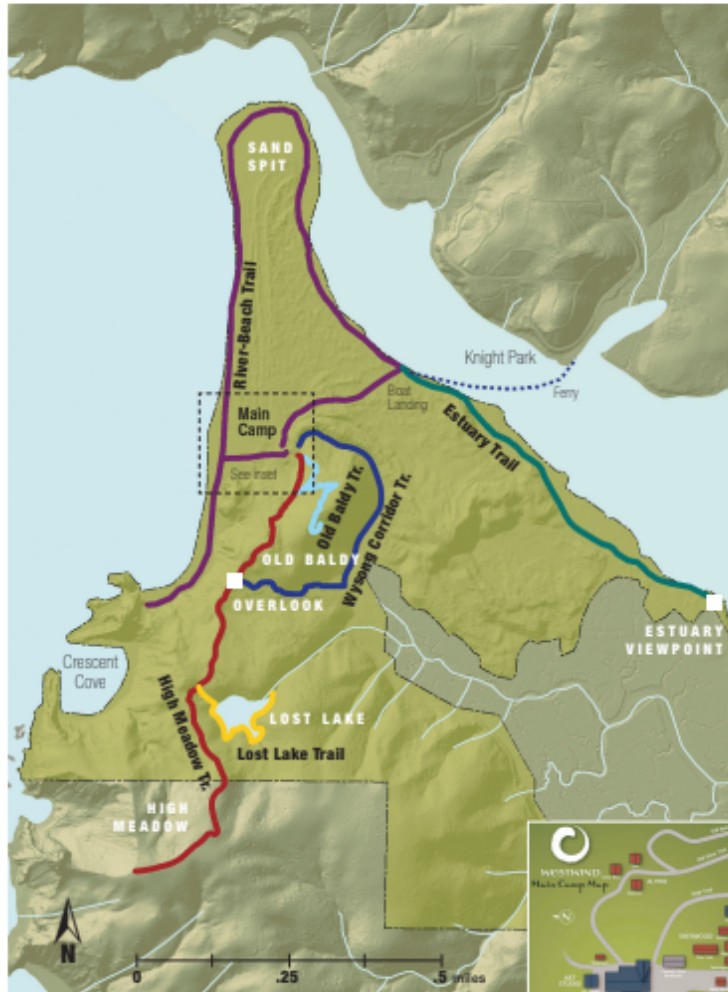 SAND
SPIT
River-Beach Trail
Knight Park
Ferry
Boat
Landing
Main
Camp
See inset
Estuary Trail
Old Baldy Tr.
Wysong Corridor Tr.
OLD BALDY
OVERLOOK
ESTUARY
VIEWPOINT
Crescent
Cove
High Meadow Tr.
LOST LAKE
Lost Lake Trail
HIGH
MEADOW
N
0
.25
.5 miles
WESTWIND
Main Camp Map
N